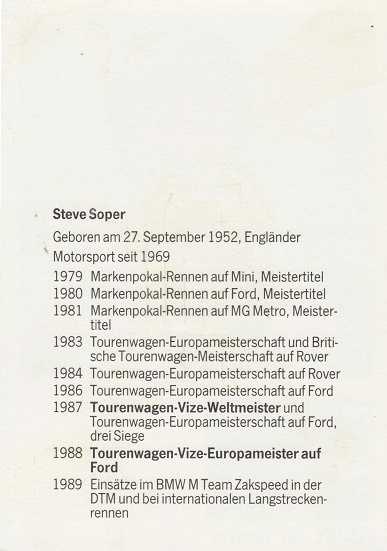 Steve Soper
Geboren am 27. September 1952, Engländer
Motorsport seit 1969
1979 Markenpokal-Rennen auf Mini, Meistertitel
1980 Markenpokal-Rennen auf Ford, Meistertitel
1981 Markenpokal-Rennen auf MG Metro, Meister-
titel
1983 Tourenwagen-Europameisterschaft und Briti-
sche Tourenwagen-Meisterschaft auf Rover
1984 Tourenwagen-Europameisterschaft auf Rover
1986 Tourenwagen-Europameisterschaft auf Ford
1987 Tourenwagen-Vize-Weltmeister und
Tourenwagen-Europameisterschaft auf Ford,
drei Siege
1988 Tourenwagen-Vize-Europameister auf
Ford
1989 Einsätze im BMW M Team Zakspeed in der
DTM und bei internationalen Langstrecken-
rennen